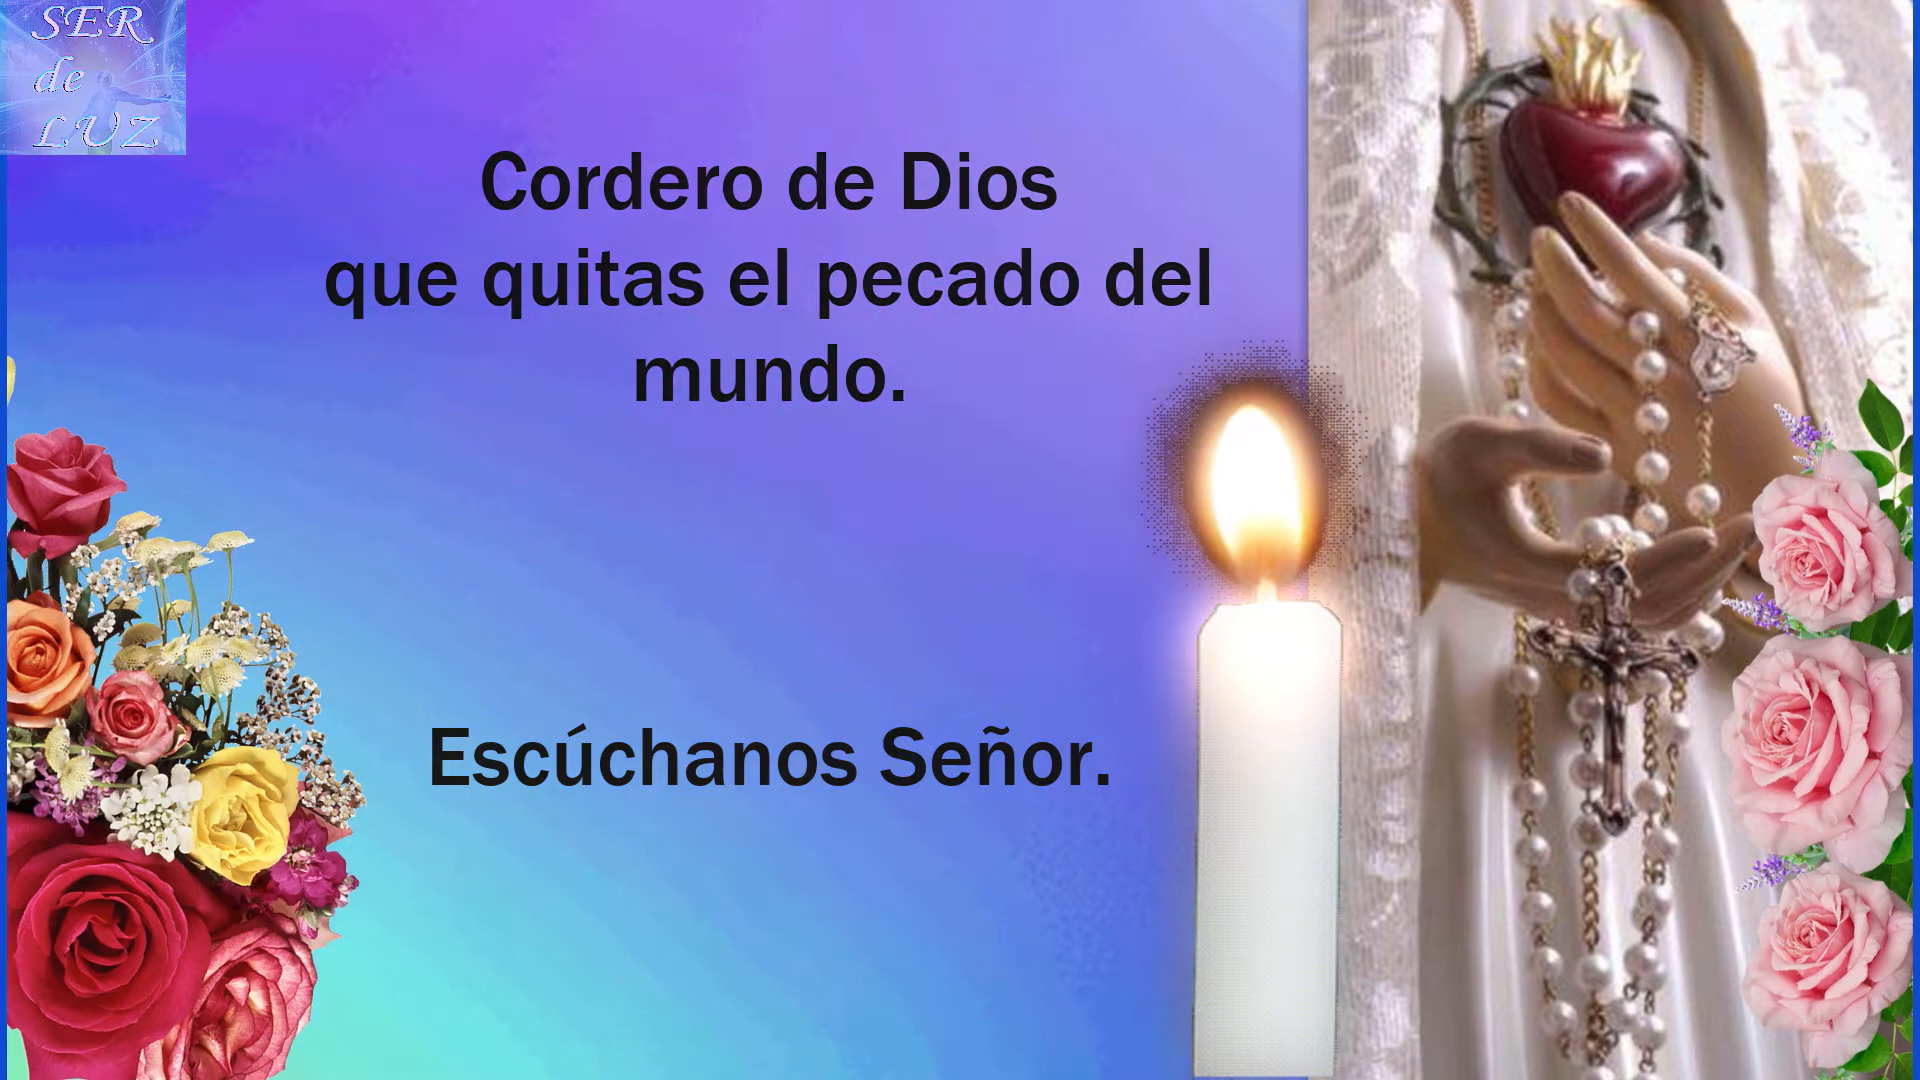 SER
de
LUZ
Cordero de Dios
que quitas el pecado del
mundo.
Escúchanos Señor.